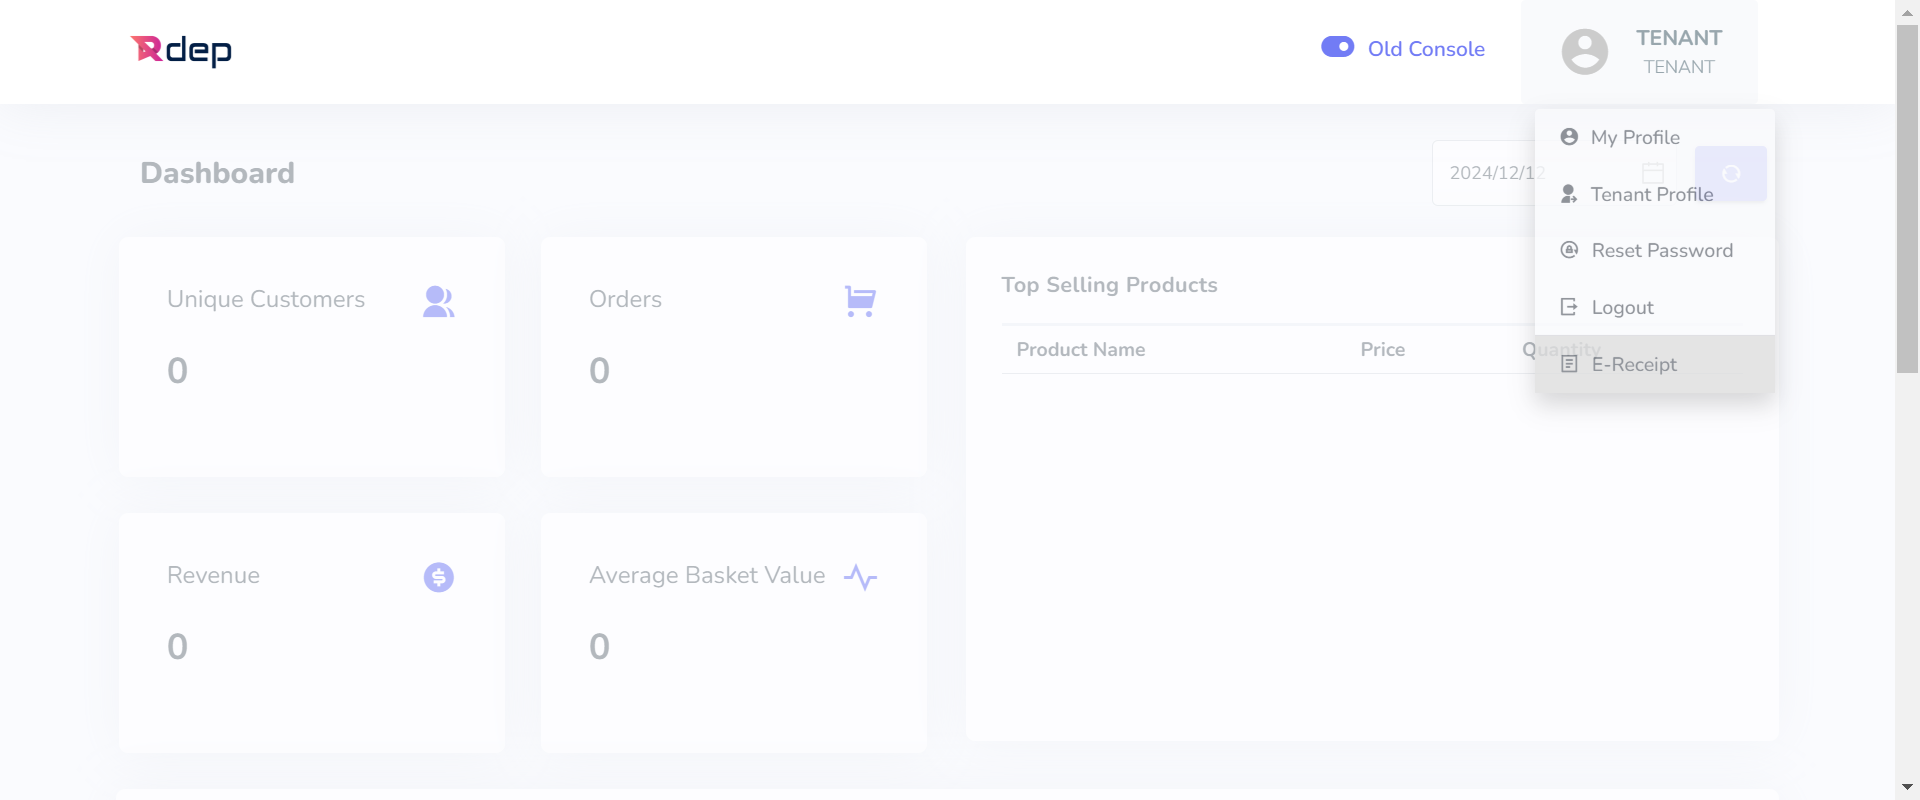 Rdep
Old Console
TENANT
TENANT
My Profile
Tenant Profile
Reset Password
Logout
E-Receipt
Dashboard
2024/12/12
Unique Customers
0
Orders
0
Top Selling Products
Product Name Price Quantity
Revenue
0
Average Basket Value
0